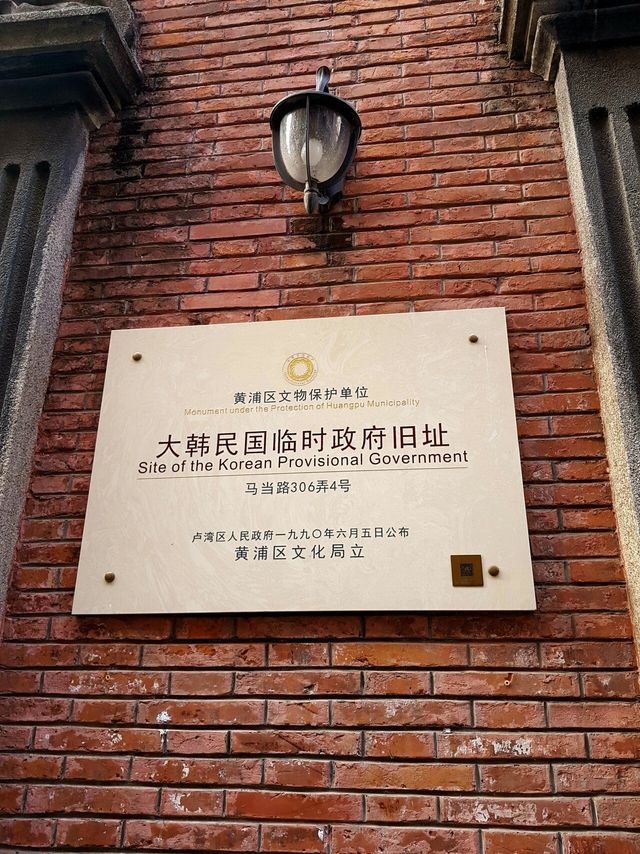 黄浦区文物保护单位
Monument under the Protection of Huangpu Municipality
大韩民国临时政府旧址
Site of the Korean Provisional Government
马当路306弄4号
卢湾区人民政府一九九〇年六月五日公布
黄浦区文化局立